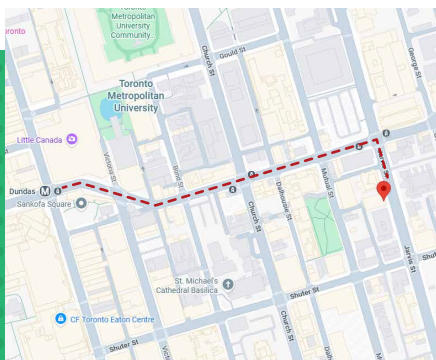 Metropolitan
University
Community...
Gould St
Church St
George St
Toronto
Metropolitan
University
Little Canada
Victoria St
Bond St
Dundas
M
Sankofa Square
Church St
Dalhousie St
Mutual St
Jarvis St
St. Michael's
Cathedral Basilica
Shuter St
CF Toronto Eaton Centre
Church St
Shuter St